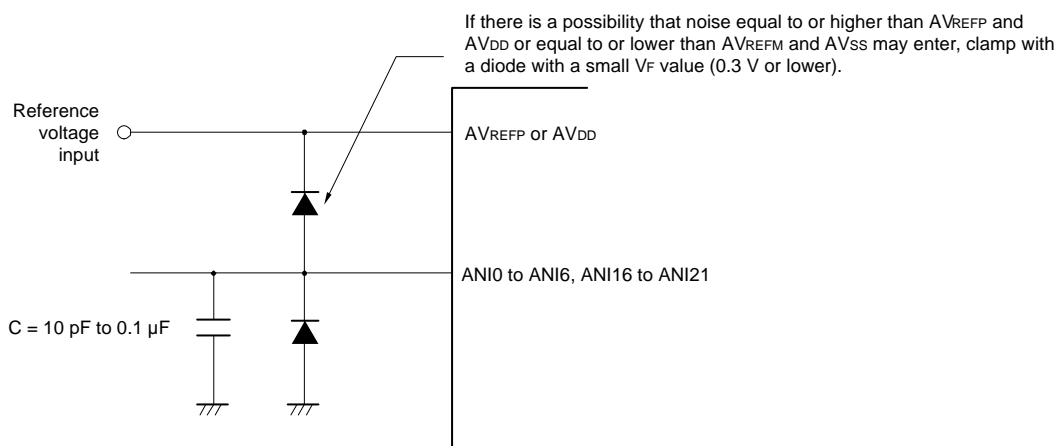 If there is a possibility that noise equal to or higher than AVREFP and
AVDD or equal to or lower than AVREFM and AVSS may enter, clamp with
a diode with a small VF value (0.3 V or lower).
Reference
voltage
input
AVREFP or AVDD
ANI0 to ANI6, ANI16 to ANI21
C = 10 pF to 0.1 µF